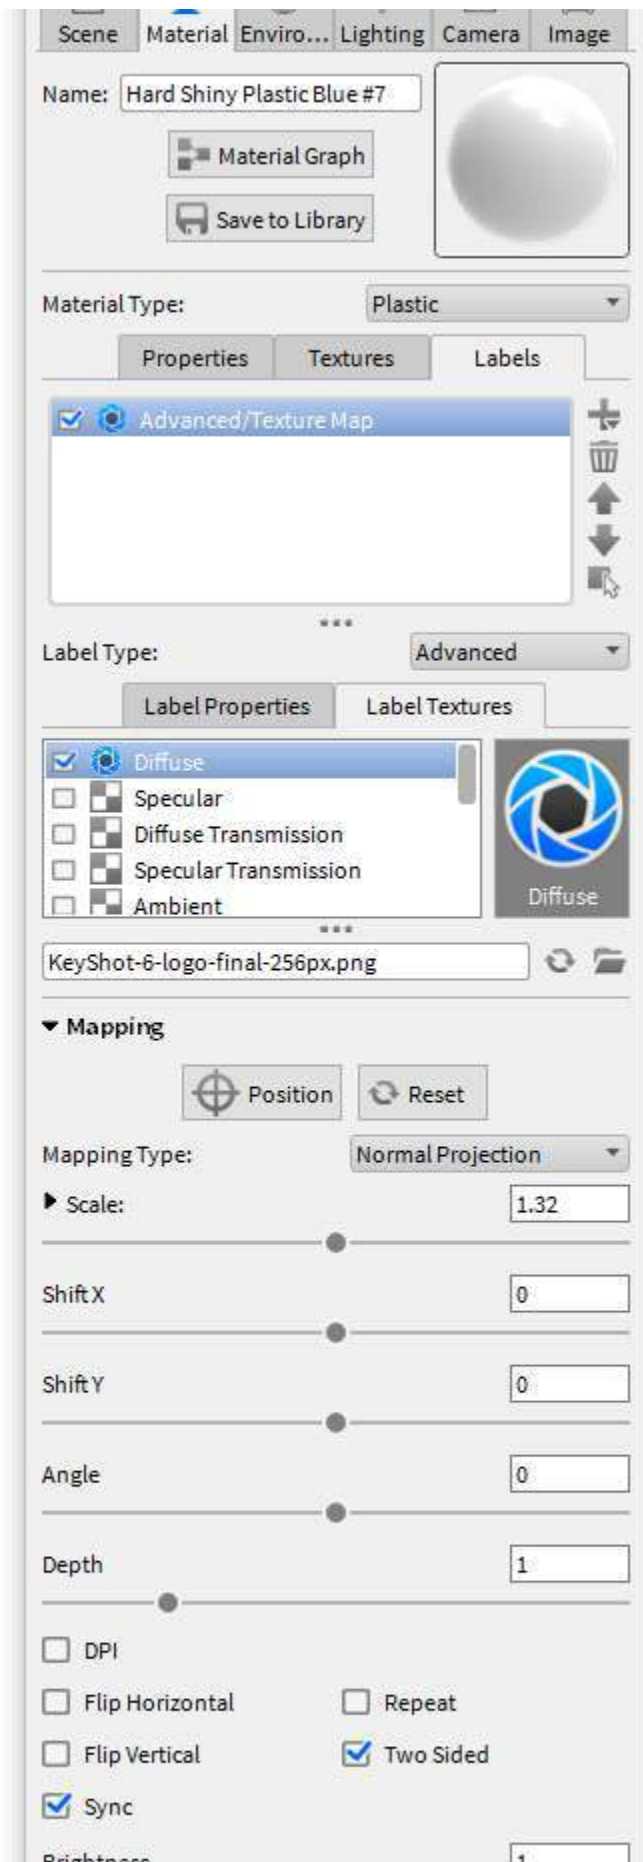 Scene Material Enviro... Lighting Camera Image
Name: Hard Shiny Plastic Blue #7
Material Graph
Save to Library
Material Type: Plastic
Properties Textures Labels
Advanced/Texture Map
Label Type: Advanced
Label Properties Label Textures
Diffuse
Specular
Diffuse Transmission
Specular Transmission
Ambient
Diffuse
KeyShot-6-logo-final-256px.png
Mapping
Position Reset
Mapping Type: Normal Projection
Scale: 1.32
Shift X 0
Shift Y 0
Angle 0
Depth 1
DPI
Flip Horizontal Repeat
Flip Vertical Two Sided
Sync
Brightness 1